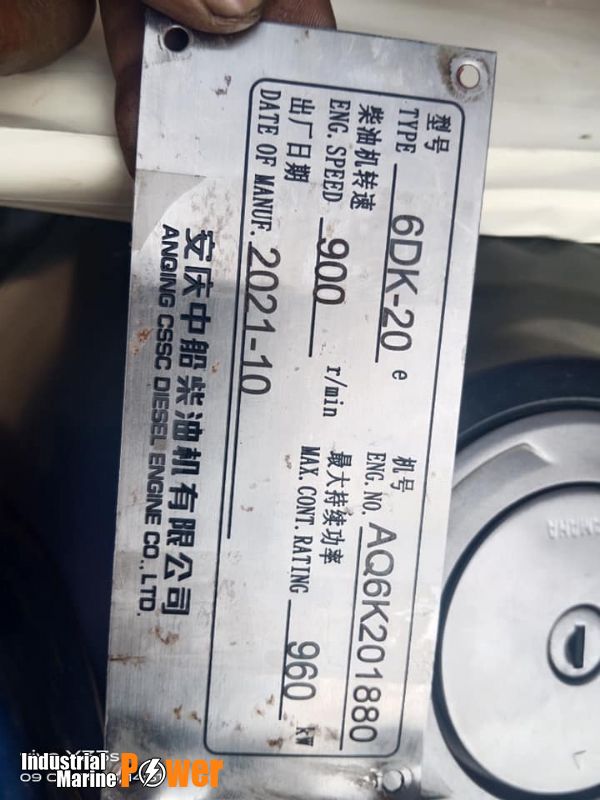 型号 机号
TYPE 6DK-20e ENG.NO. AQ6K201880
柴油机转速 最大持续功率
ENG. SPEED 900 r/min MAX.CONT.RATING 960 kW
出厂日期
DATE OF MANUF. 2021-10
安庆中船柴油机有限公司
ANQING CSSC DIESEL ENGINE CO., LTD.
Industrial
Marine Power